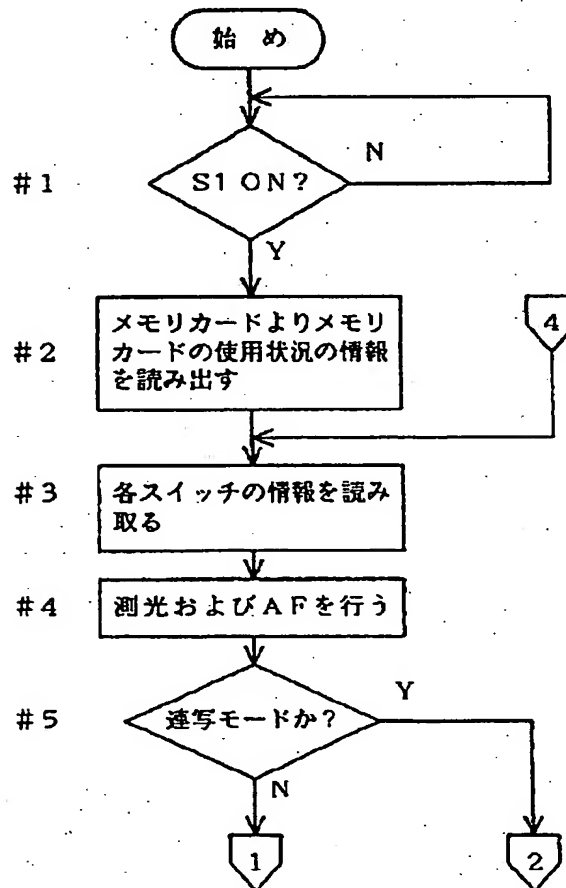 始 め
N
#1
S1 ON?
Y
#2
メモリカードよりメモリ
カードの使用状況の情報
を読み出す
4
#3
各スイッチの情報を読み
取る
#4
測光およびAFを行う
Y
#5
連写モードか?
N
1
2